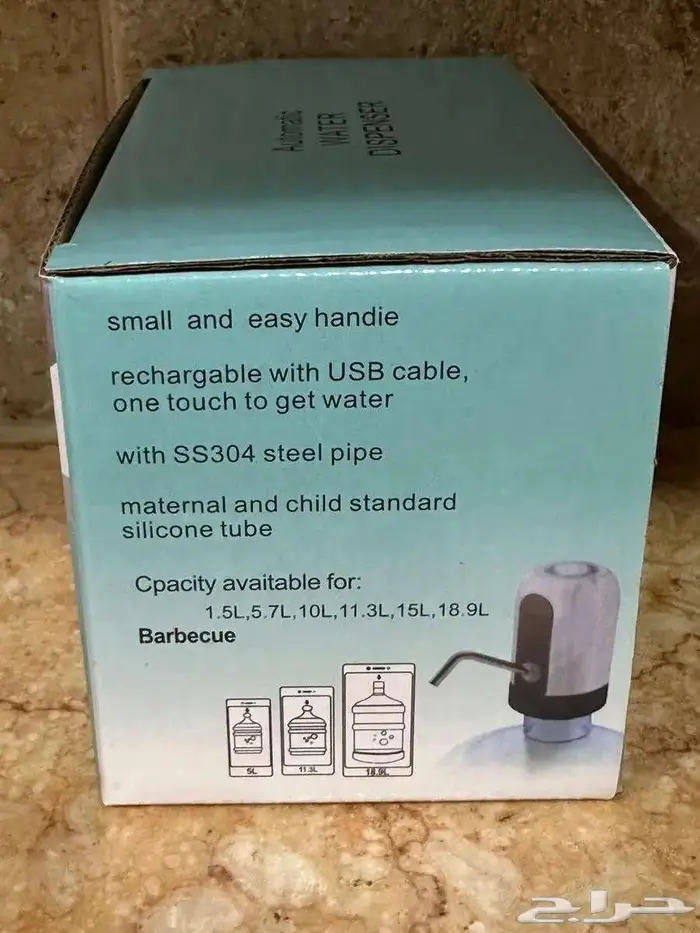 Automatic
WATER
DISPENSER
small and easy handie
rechargable with USB cable,
one touch to get water
with SS304 steel pipe
maternal and child standard
silicone tube
Cpacity avaitable for:
1.5L,5.7L,10L,11.3L,15L,18.9L
Barbecue
5L
11.3L
18.9L
حراج